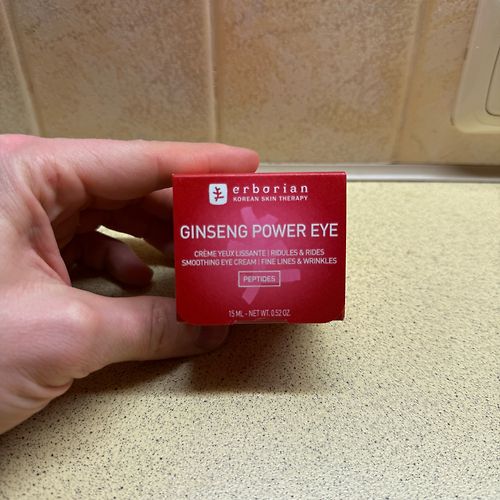 erborian
KOREAN SKIN THERAPY
GINSENG POWER EYE
CRÈME YEUX LISSANTE | RIDULES & RIDES
SMOOTHING EYE CREAM | FINE LINES & WRINKLES
PEPTIDES
15 ML - NET WT. 0.52 OZ.